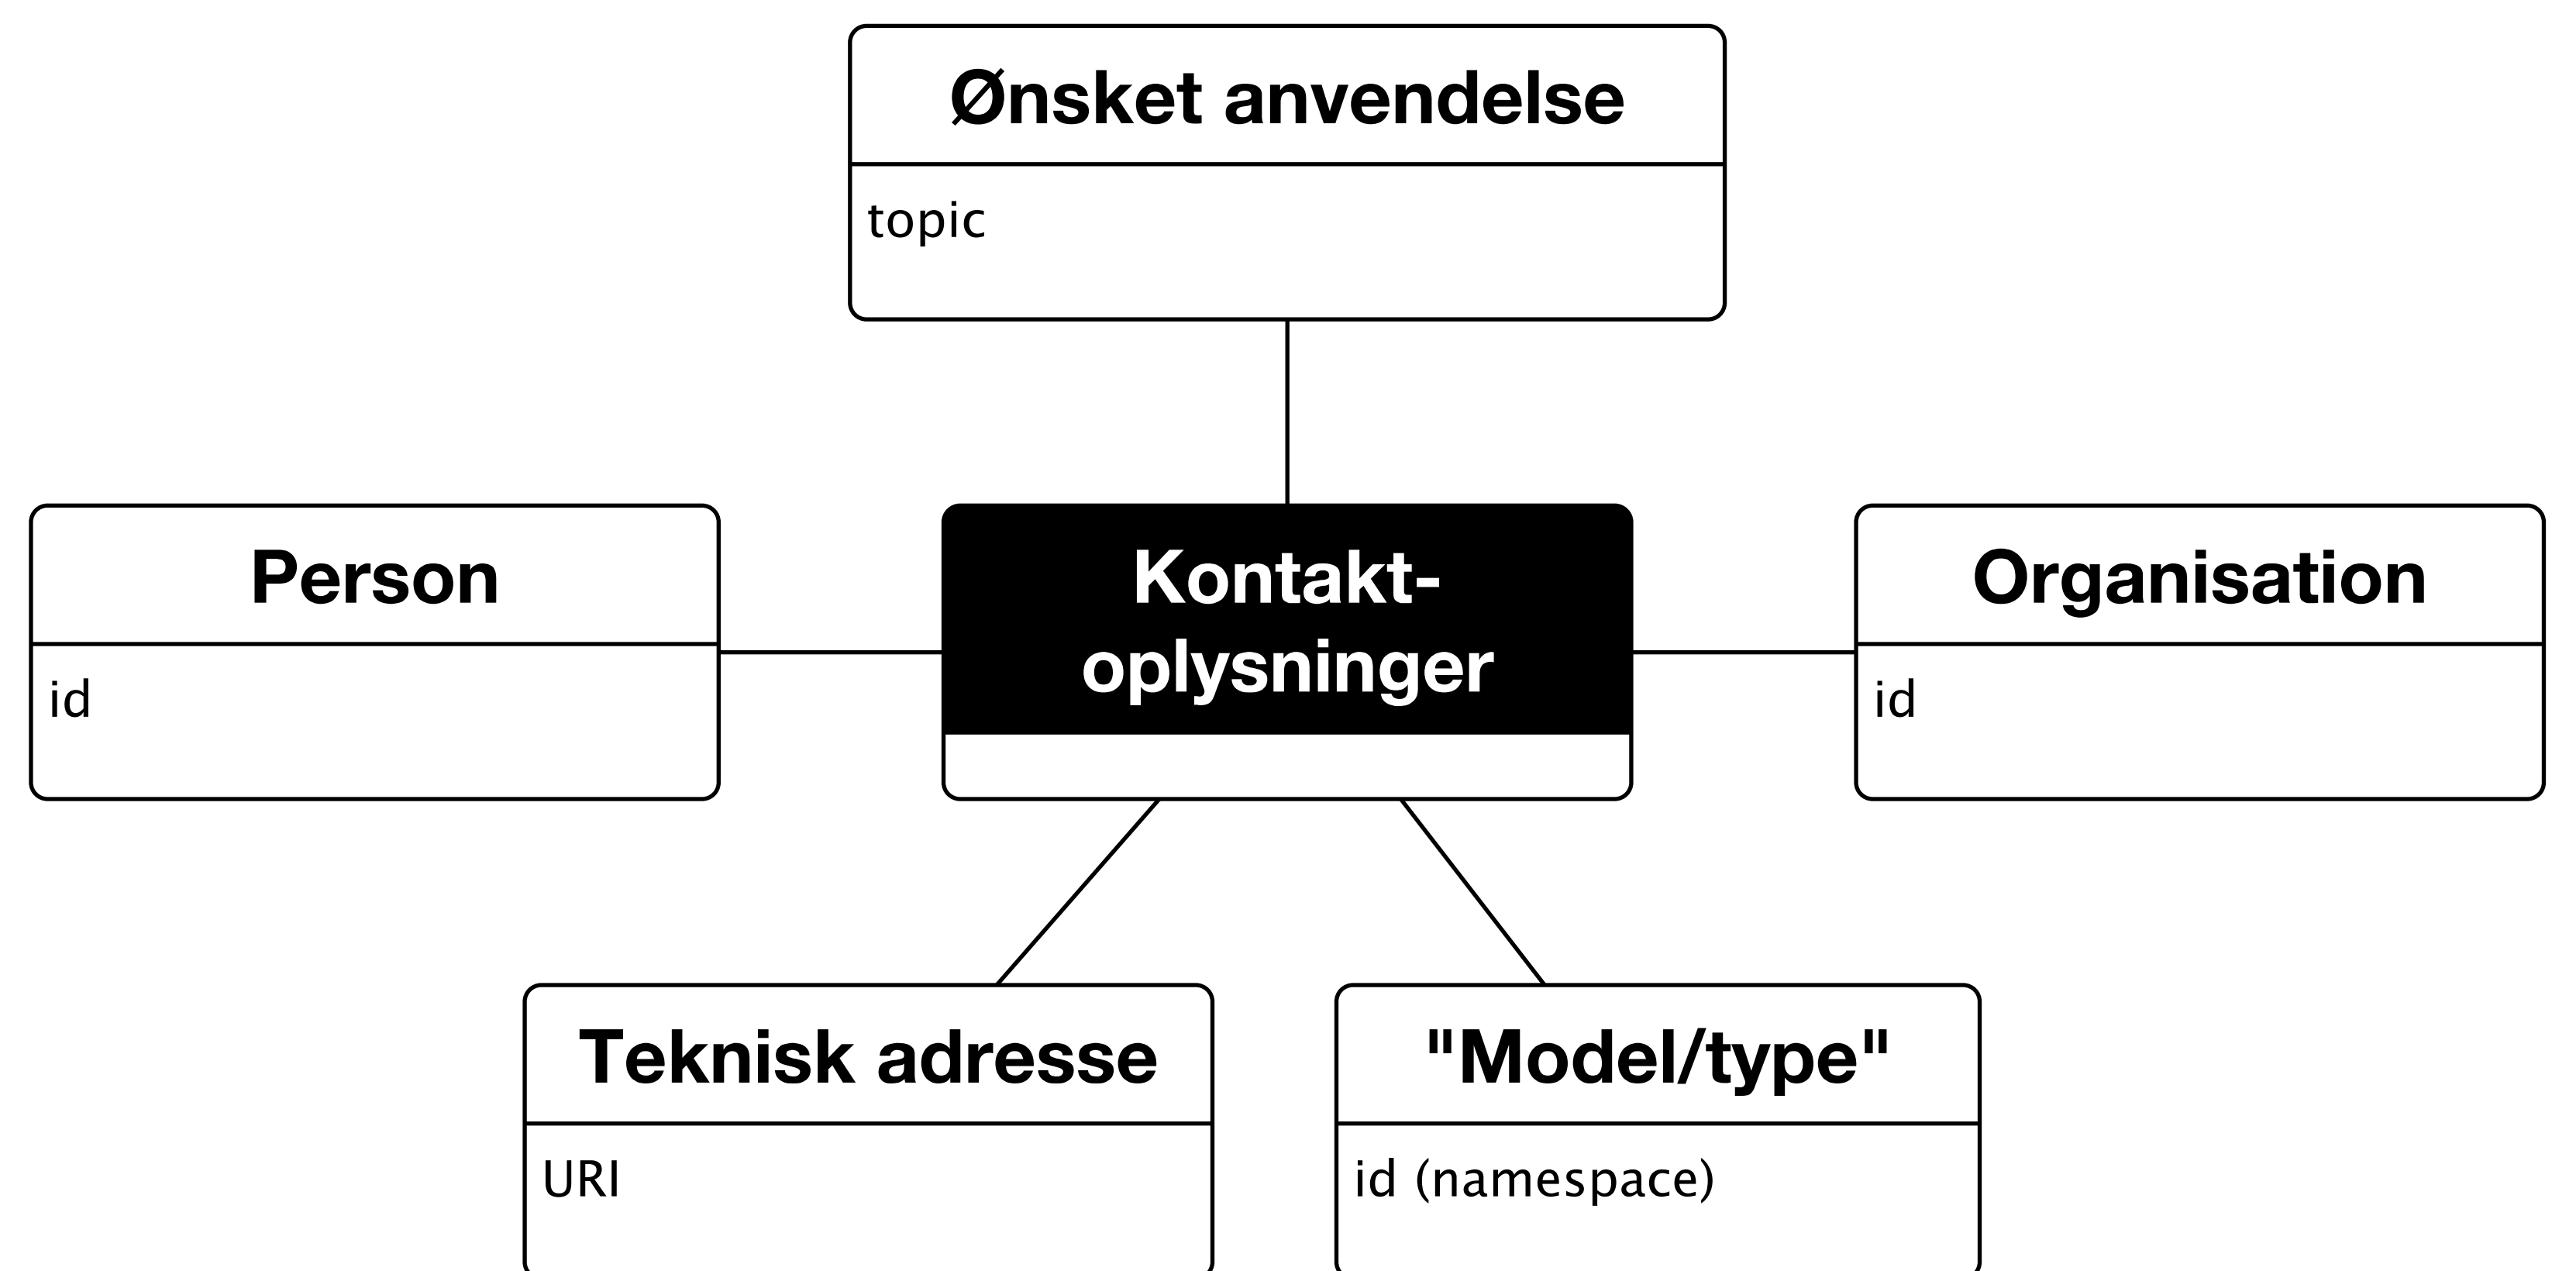 Ønsket anvendelse
topic
Person
id
Kontakt-
oplysninger
Organisation
id
Teknisk adresse
URI
"Model/type"
id (namespace)